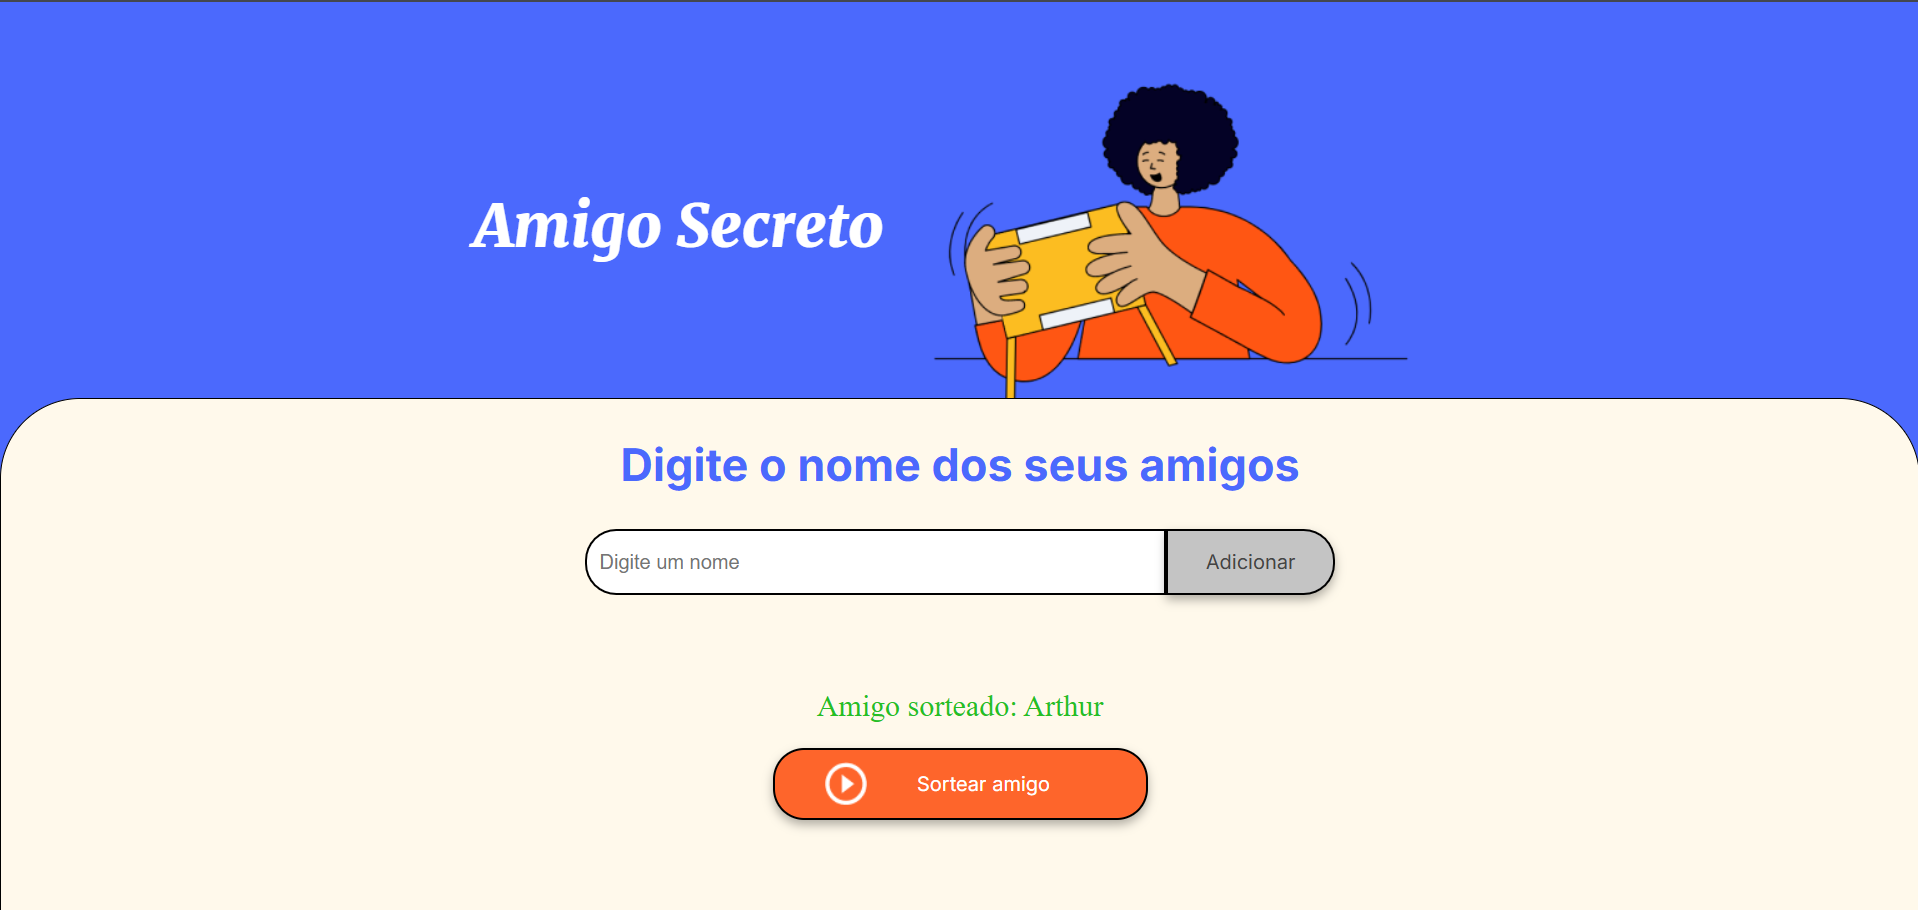 Amigo Secreto
Digite o nome dos seus amigos
Digite um nome
Adicionar
Amigo sorteado: Arthur
Sortear amigo